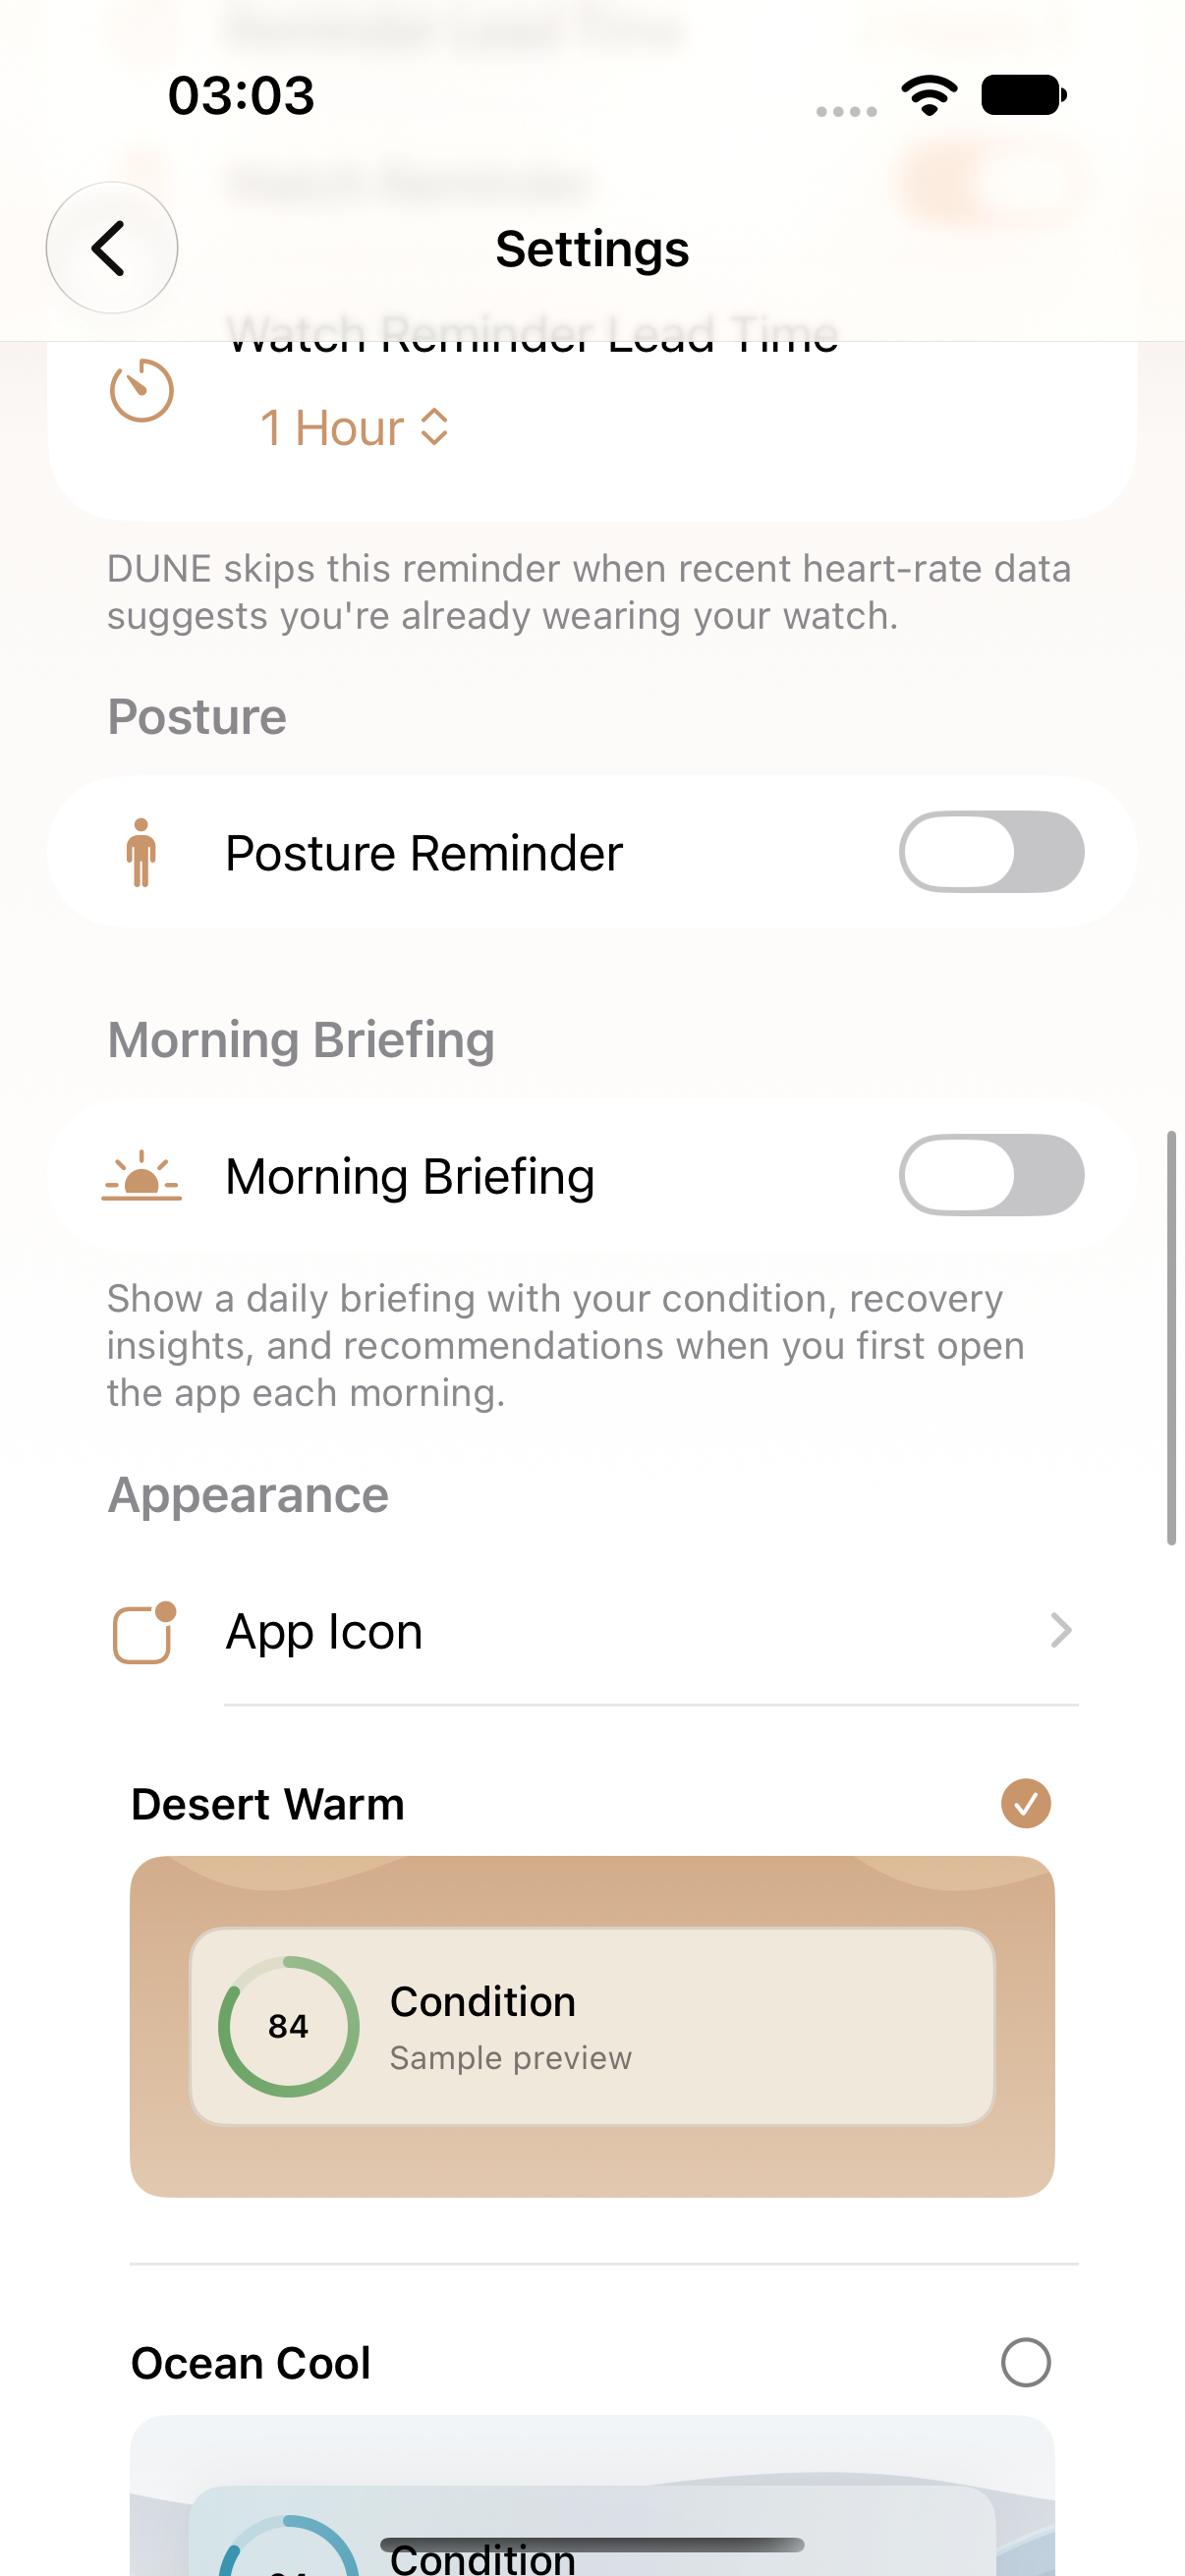 03:03
Settings
Watch Reminder Lead Time
1 Hour
DUNE skips this reminder when recent heart-rate data
suggests you're already wearing your watch.
Posture
Posture Reminder
Morning Briefing
Morning Briefing
Show a daily briefing with your condition, recovery
insights, and recommendations when you first open
the app each morning.
Appearance
App Icon
Desert Warm
84
Condition
Sample preview
Ocean Cool
Condition